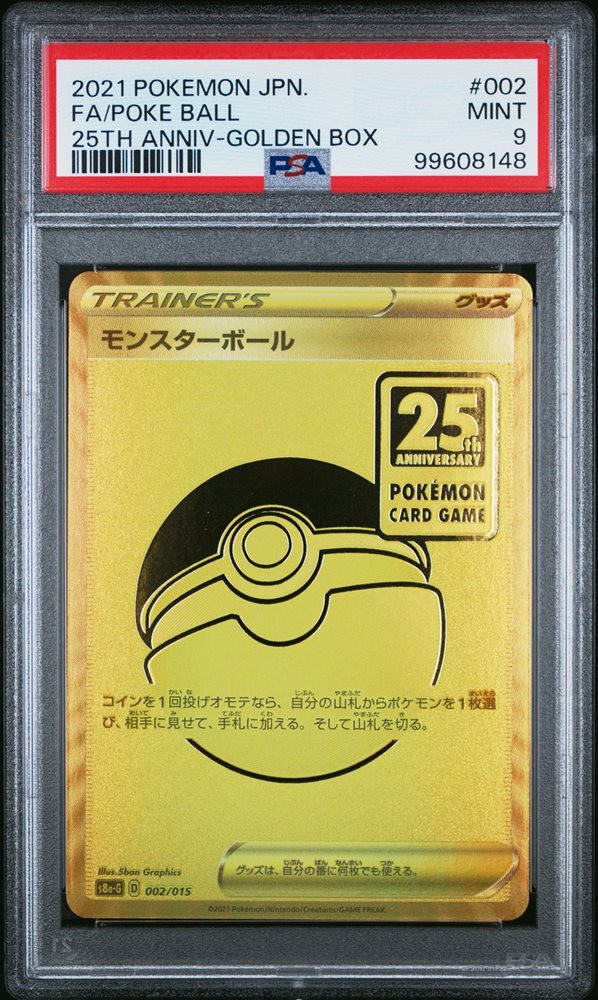 2021 POKEMON JPN. #002
FA/POKE BALL MINT
25TH ANNIV-GOLDEN BOX 9
PSA 99608148
TRAINER'S グッズ
モンスターボール
25th
ANNIVERSARY
POKÉMON
CARD GAME
コインを1回投げオモテなら、自分の山札からポケモンを1枚選
び、相手に見せて、手札に加える。そして山札を切る。
グッズは、自分の番に何枚でも使える。
Illus.5ban Graphics
s8a-G D 002/015
©2021 Pokémon/Nintendo/Creatures/GAME FREAK.
PSA